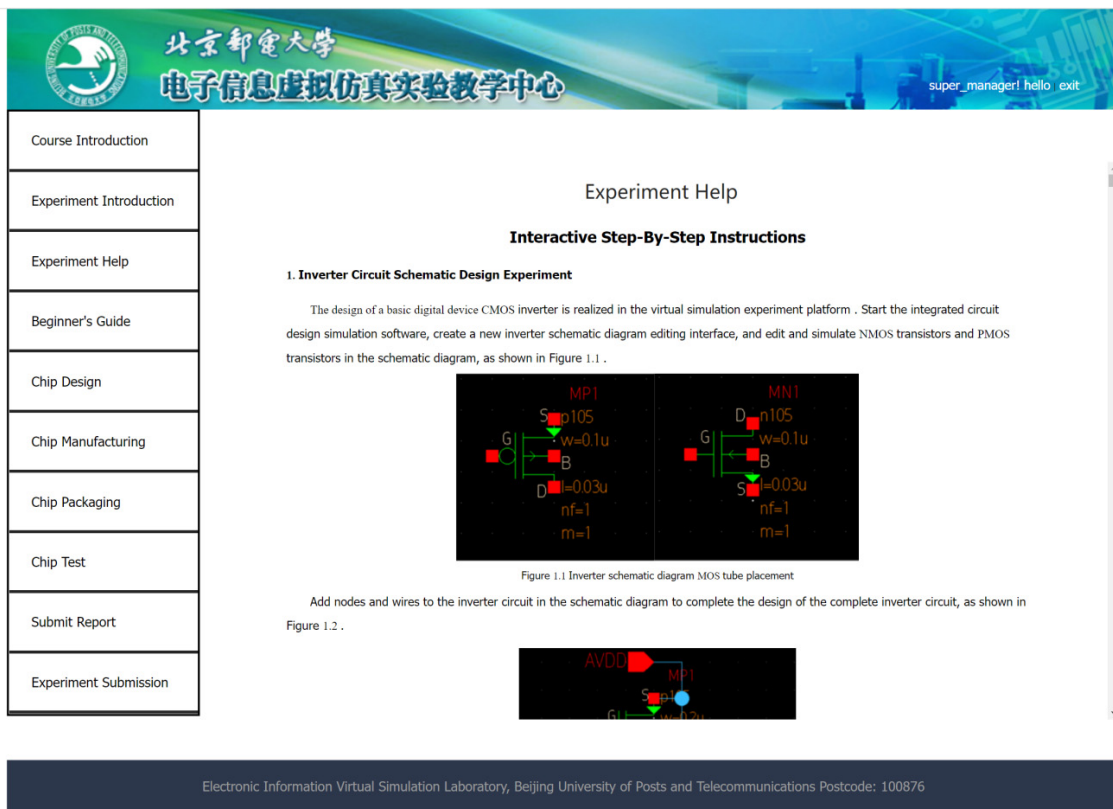 北京邮电大学
电子信息虚拟仿真实验教学中心
super_manager! hello | exit
Course Introduction
Experiment Introduction
Experiment Help
Beginner's Guide
Chip Design
Chip Manufacturing
Chip Packaging
Chip Test
Submit Report
Experiment Submission
Experiment Help
Interactive Step-By-Step Instructions
1. Inverter Circuit Schematic Design Experiment
The design of a basic digital device CMOS inverter is realized in the virtual simulation experiment platform . Start the integrated circuit
design simulation software, create a new inverter schematic diagram editing interface, and edit and simulate NMOS transistors and PMOS
transistors in the schematic diagram, as shown in Figure 1.1 .
MP1
S p105
G w=0.1u
B
D l=0.03u
nf=1
m=1
MN1
D n105
G w=0.1u
B
S l=0.03u
nf=1
m=1
Figure 1.1 Inverter schematic diagram MOS tube placement
Add nodes and wires to the inverter circuit in the schematic diagram to complete the design of the complete inverter circuit, as shown in
Figure 1.2 .
AVDD
MP1
S
G w=0.2u
Electronic Information Virtual Simulation Laboratory, Beijing University of Posts and Telecommunications Postcode: 100876